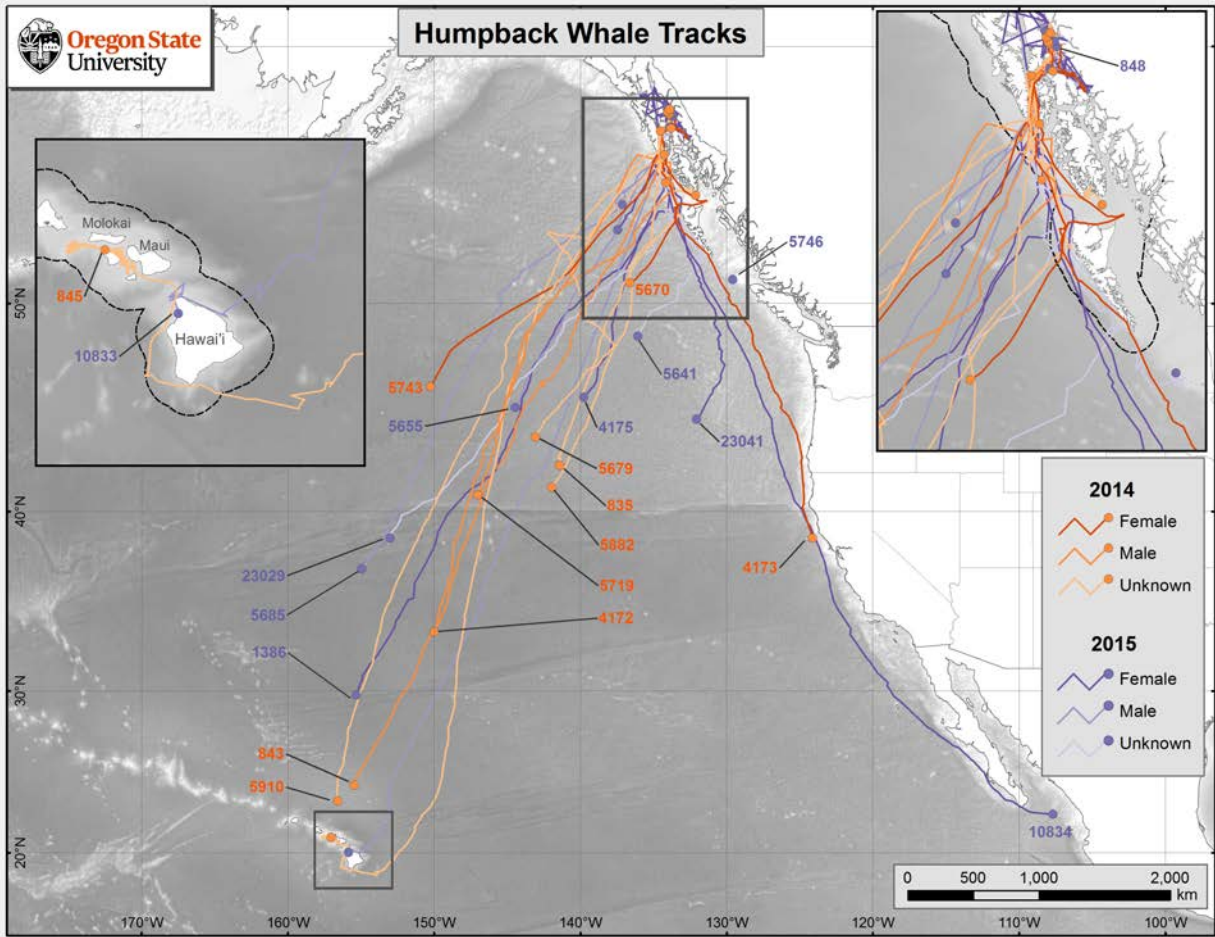 Oregon State
University
Humpback Whale Tracks
848
Molokai
Maui
845
10833
Hawai'i
50°N
40°N
30°N
20°N
5746
5670
5743
5641
5655
4175
23041
5679
835
5882
23029
5719
4173
5685
4172
1386
843
5910
10834
2014
Female
Male
Unknown
2015
Female
Male
Unknown
0 500 1,000 2,000
km
170°W 160°W 150°W 140°W 130°W 120°W 110°W 100°W